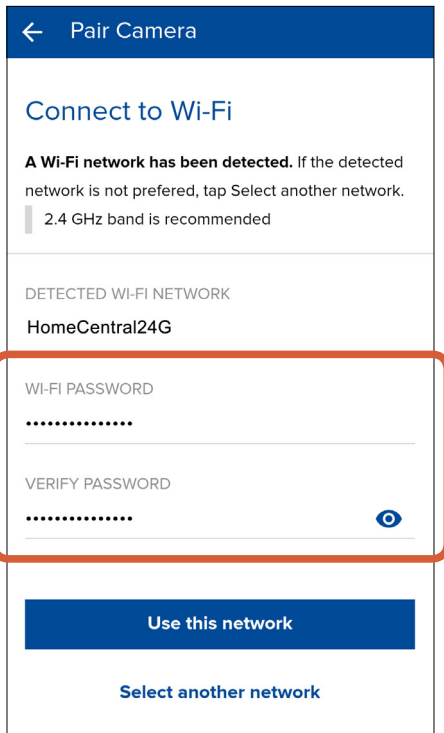 Pair Camera
Connect to Wi-Fi
A Wi-Fi network has been detected. If the detected
network is not prefered, tap Select another network.
2.4 GHz band is recommended
DETECTED WI-FI NETWORK
HomeCentral24G
WI-FI PASSWORD
•••••••••••••••
VERIFY PASSWORD
•••••••••••••••
Use this network
Select another network